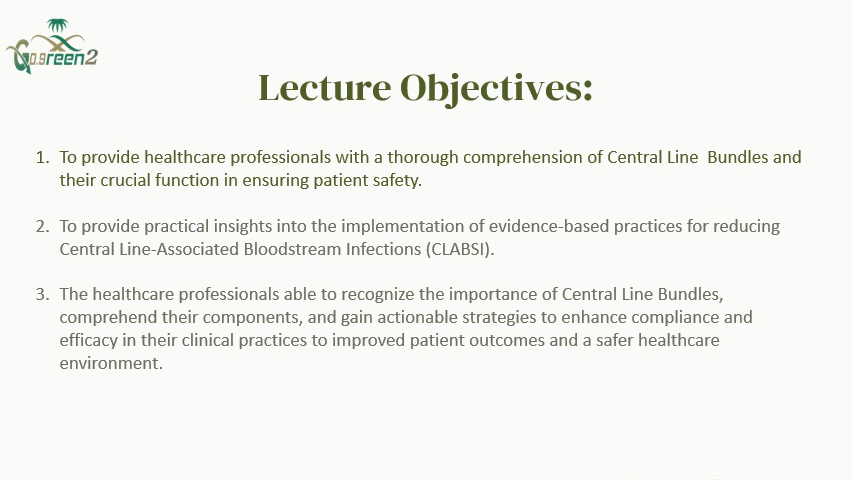 Go.green2
Lecture Objectives:
1. To provide healthcare professionals with a thorough comprehension of Central Line  Bundles and
their crucial function in ensuring patient safety.
2. To provide practical insights into the implementation of evidence-based practices for reducing
Central Line-Associated Bloodstream Infections (CLABSI).
3. The healthcare professionals able to recognize the importance of Central Line Bundles,
comprehend their components, and gain actionable strategies to enhance compliance and
efficacy in their clinical practices to improved patient outcomes and a safer healthcare
environment.